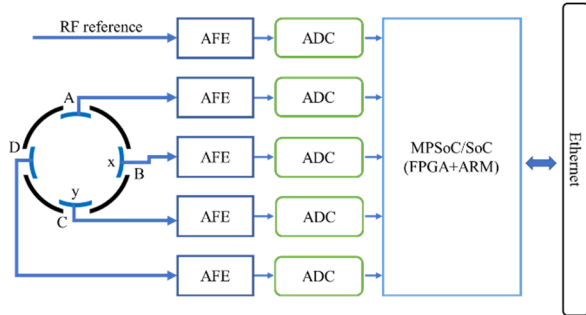 RF reference
AFE
ADC
A
AFE
ADC
D
x
B
AFE
ADC
MPSoC/SoC
(FPGA+ARM)
Ethernet
y
C
AFE
ADC
AFE
ADC